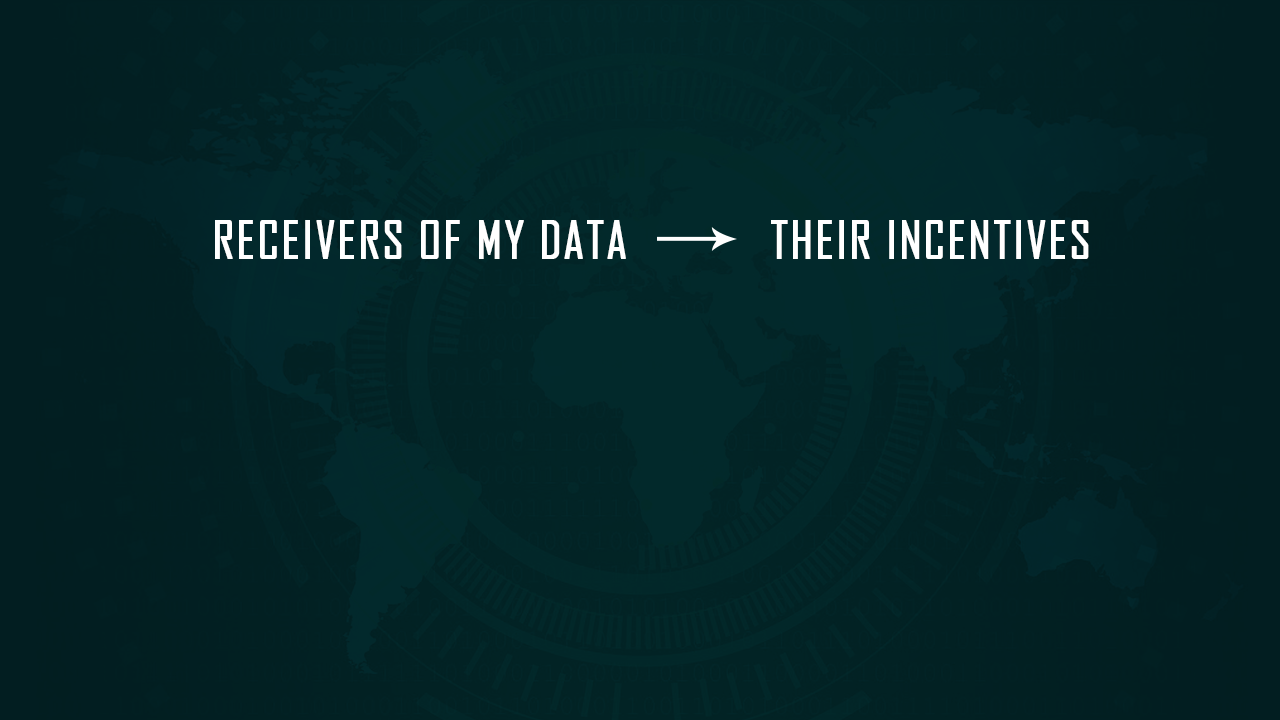 RECEIVERS OF MY DATA → THEIR INCENTIVES